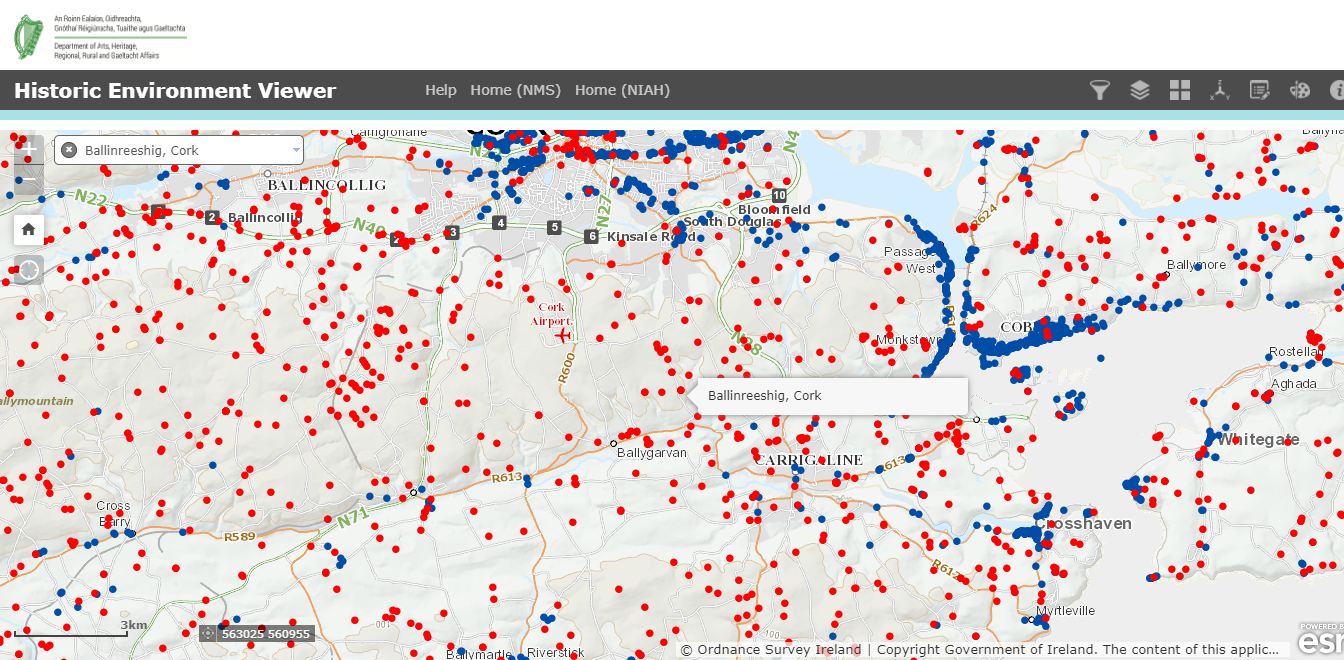 An Roinn Ealaíon, Oidhreachta,
Gnóthaí Réigiúnacha, Tuaithe agus Gaeltachta
Department of Arts, Heritage,
Regional, Rural and Gaeltacht Affairs
Historic Environment Viewer
Help Home (NMS) Home (NIAH)
Ballinreeshig, Cork
Carrigrohane
N4
BALLINCOLLIG
N22
10
2
Ballincollig
Bloomfield
South Douglas
N40
2
3
4
5
6
N27
Kinsale Road
R624
Passage
West
Ballymore
Cork
Airport
COBH
N28
Monkstown
Rostellan
R600
Aghada
Ballinreeshig, Cork
allymountain
Whitegate
Ballygarvan
CARRIGALINE
R613
R613
Cross
Barry
N71
Crosshaven
R589
R612
Myrtleville
3km
563025 560955
100
Ballymartle
Riverstick
© Ordnance Survey Ireland | Copyright Government of Ireland. The content of this applic...
POWERED B
esr